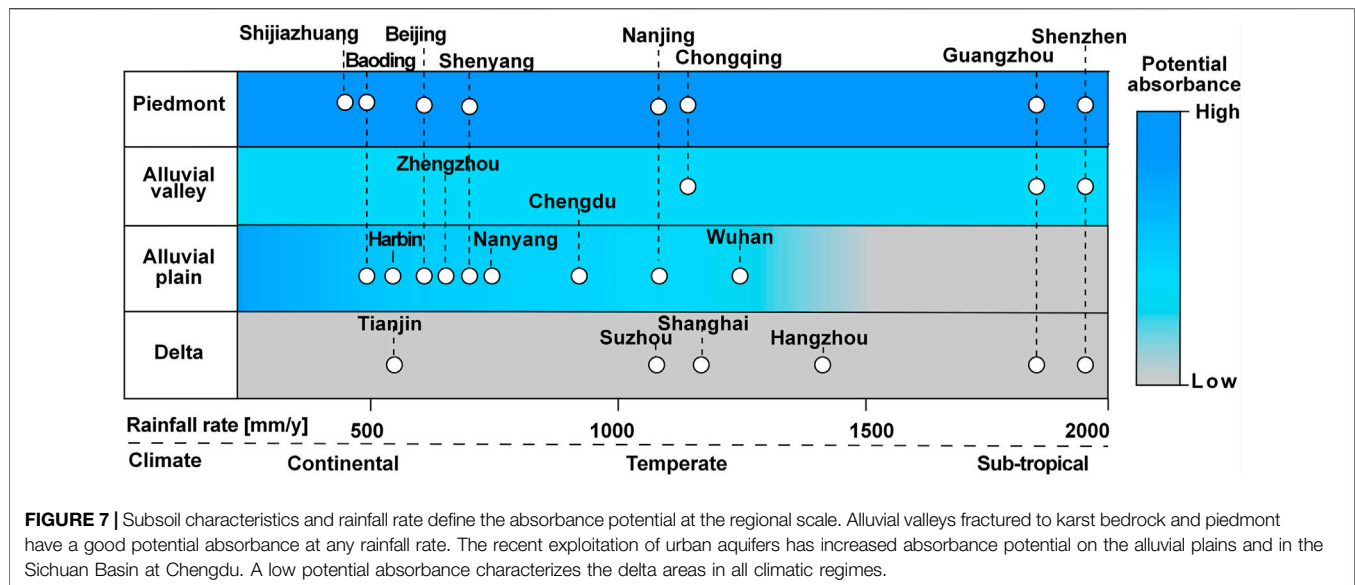 Shijiazhuang Beijing Nanjing Shenzhen
Baoding Shenyang Chongqing Guangzhou
Potential
absorbance
High
Piedmont
Alluvial
valley
Zhengzhou
Chengdu
Alluvial
plain
Harbin Nanyang Wuhan
Delta
Tianjin Suzhou Shanghai Hangzhou
Low
Rainfall rate [mm/y] 500 1000 1500 2000
Climate Continental Temperate Sub-tropical
FIGURE 7 | Subsoil characteristics and rainfall rate define the absorbance potential at the regional scale. Alluvial valleys fractured to karst bedrock and piedmont
have a good potential absorbance at any rainfall rate. The recent exploitation of urban aquifers has increased absorbance potential on the alluvial plains and in the
Sichuan Basin at Chengdu. A low potential absorbance characterizes the delta areas in all climatic regimes.